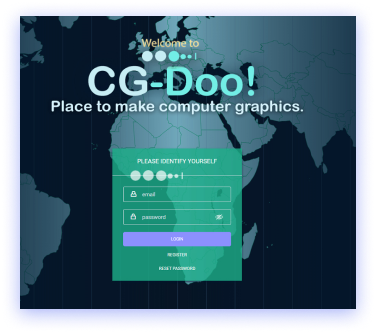 Welcome to
CG-Doo!
Place to make computer graphics.
PLEASE IDENTIFY YOURSELF
email
password
LOGIN
REGISTER
RESET PASSWORD